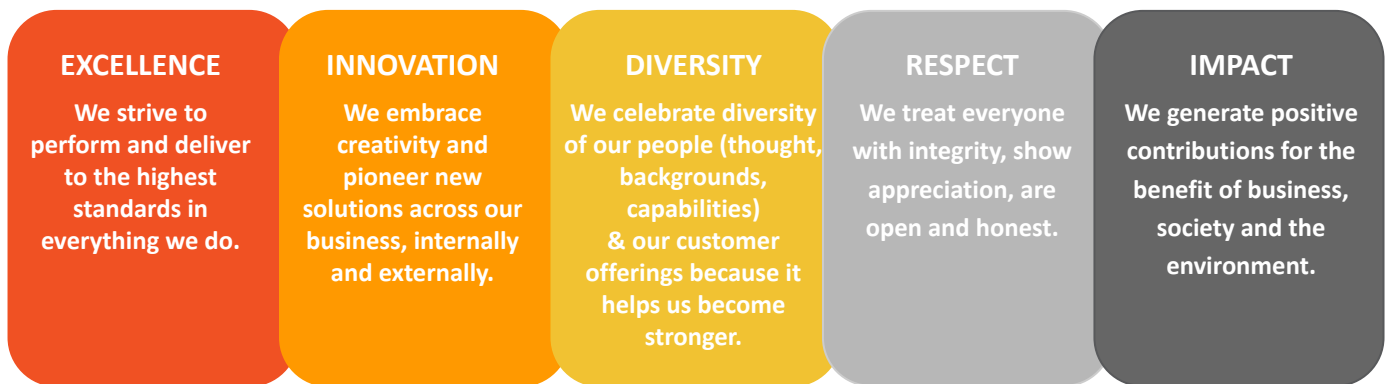 EXCELLENCE
We strive to
perform and deliver
to the highest
standards in
everything we do.
INNOVATION
We embrace
creativity and
pioneer new
solutions across our
business, internally
and externally.
DIVERSITY
We celebrate diversity
of our people (thought,
backgrounds,
capabilities)
& our customer
offerings because it
helps us become
stronger.
RESPECT
We treat everyone
with integrity, show
appreciation, are
open and honest.
IMPACT
We generate positive
contributions for the
benefit of business,
society and the
environment.